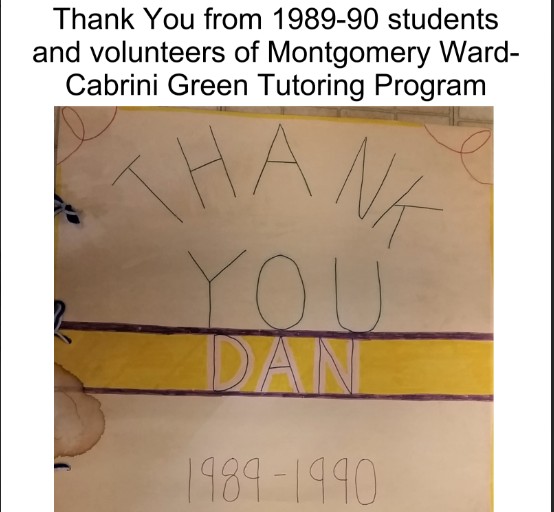 Thank You from 1989-90 students
and volunteers of Montgomery Ward-
Cabrini Green Tutoring Program
THANK
YOU
DAN
1989-1990